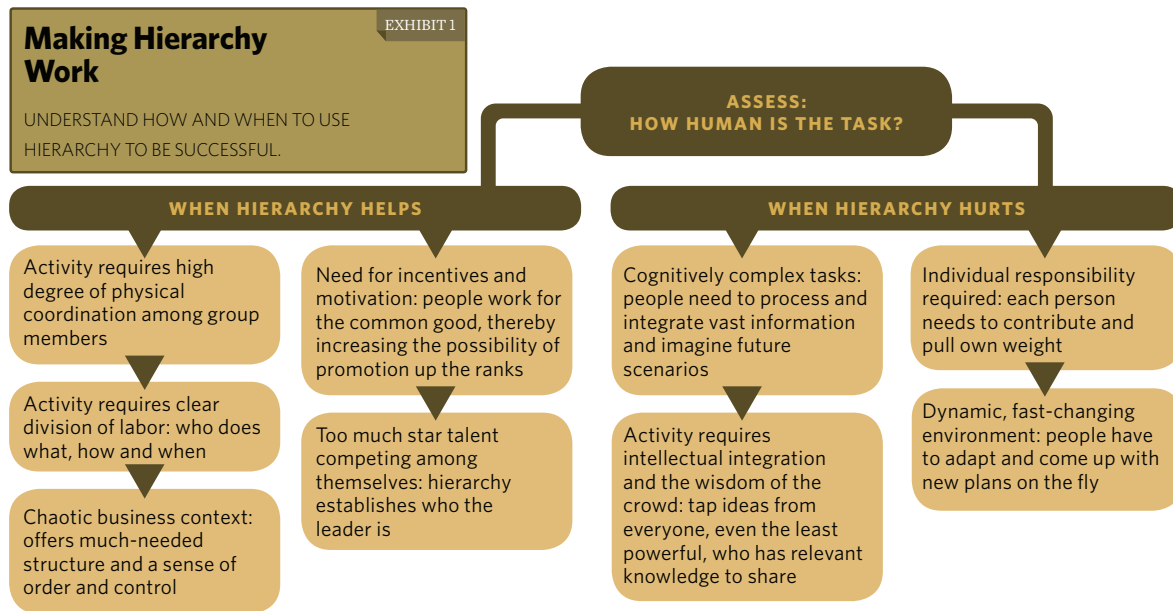 EXHIBIT 1
Making Hierarchy
Work
UNDERSTAND HOW AND WHEN TO USE
HIERARCHY TO BE SUCCESSFUL.
ASSESS:
HOW HUMAN IS THE TASK?
WHEN HIERARCHY HELPS
Activity requires high
degree of physical
coordination among group
members
Activity requires clear
division of labor: who does
what, how and when
Chaotic business context:
offers much-needed
structure and a sense of
order and control
Need for incentives and
motivation: people work for
the common good, thereby
increasing the possibility of
promotion up the ranks
Too much star talent
competing among
themselves: hierarchy
establishes who the
leader is
WHEN HIERARCHY HURTS
Cognitively complex tasks:
people need to process and
integrate vast information
and imagine future
scenarios
Activity requires
intellectual integration
and the wisdom of the
crowd: tap ideas from
everyone, even the least
powerful, who has relevant
knowledge to share
Individual responsibility
required: each person
needs to contribute and
pull own weight
Dynamic, fast-changing
environment: people have
to adapt and come up with
new plans on the fly